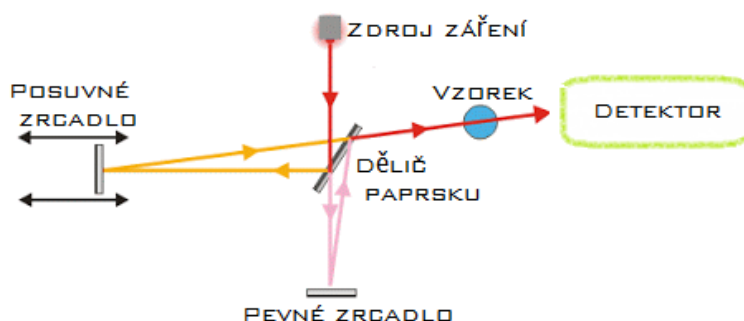 Zdroj záření
Posuvné
zrcadlo
Vzorek
Detektor
Dělič
paprsku
Pevné zrcadlo